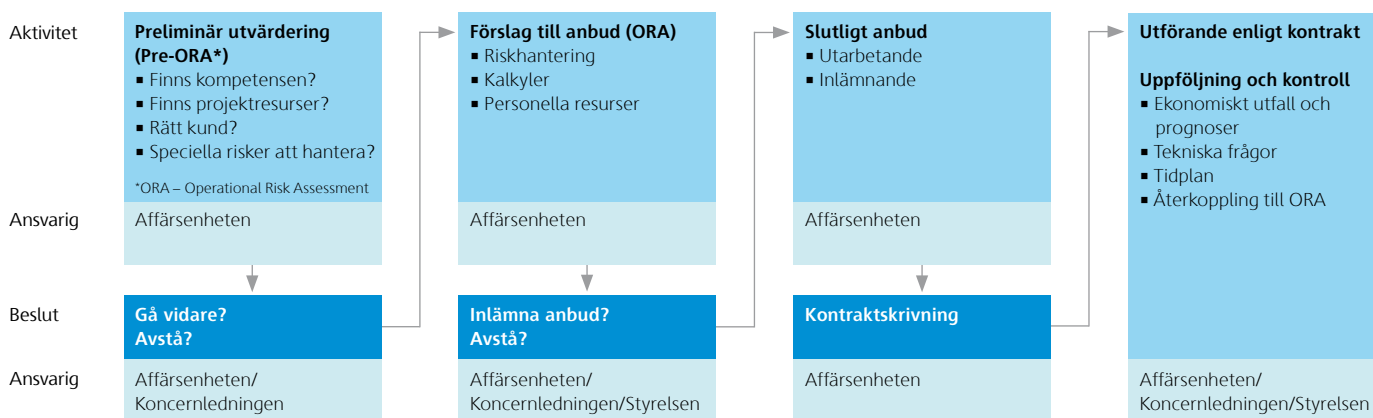 Aktivitet
Preliminär utvärdering
(Pre-ORA*)
▪ Finns kompetensen?
▪ Finns projektresurser?
▪ Rätt kund?
▪ Speciella risker att hantera?
*ORA – Operational Risk Assessment
Förslag till anbud (ORA)
▪ Riskhantering
▪ Kalkyler
▪ Personella resurser
Slutligt anbud
▪ Utarbetande
▪ Inlämnande
Utförande enligt kontrakt
Uppföljning och kontroll
▪ Ekonomiskt utfall och
prognoser
▪ Tekniska frågor
▪ Tidplan
▪ Återkoppling till ORA
Ansvarig
Affärsenheten
Affärsenheten
Affärsenheten
Beslut
Gå vidare?
Avstå?
Inlämna anbud?
Avstå?
Kontraktskrivning
Ansvarig
Affärsenheten/
Koncernledningen
Affärsenheten/
Koncernledningen/Styrelsen
Affärsenheten
Affärsenheten/
Koncernledningen/Styrelsen